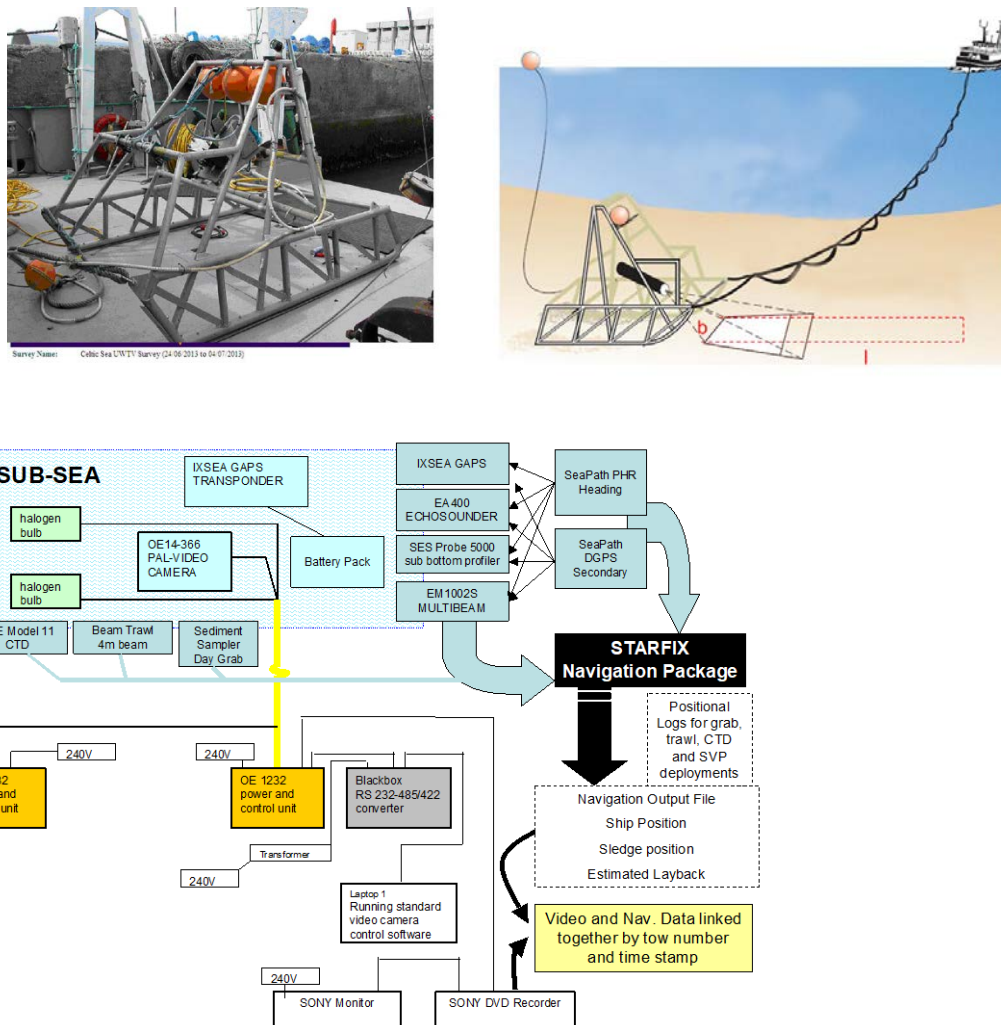 Survey Name: Celtic Sea UWTV Survey (24/06/2013 to 04/07/2013)
b
l
SUB-SEA
IXSEA GAPS
TRANSPONDER
IXSEA GAPS
SeaPath PHR
Heading
halogen
bulb
EA400
ECHOSOUNDER
OE14-366
PAL-VIDEO
CAMERA
Battery Pack
SES Probe 5000
sub bottom profiler
SeaPath
DGPS
Secondary
halogen
bulb
EM1002S
MULTIBEAM
E Model 11
CTD
Beam Trawl
4m beam
Sediment
Sampler
Day Grab
STARFIX
Navigation Package
Positional
Logs for grab,
trawl, CTD
and SVP
deployments
240V
240V
32
and
unit
OE 1232
power and
control unit
Blackbox
RS 232-485/422
converter
Navigation Output File
Ship Position
Sledge position
Estimated Layback
Transformer
240V
Laptop 1
Running standard
video camera
control software
Video and Nav. Data linked
together by tow number
and time stamp
240V
SONY Monitor
SONY DVD Recorder